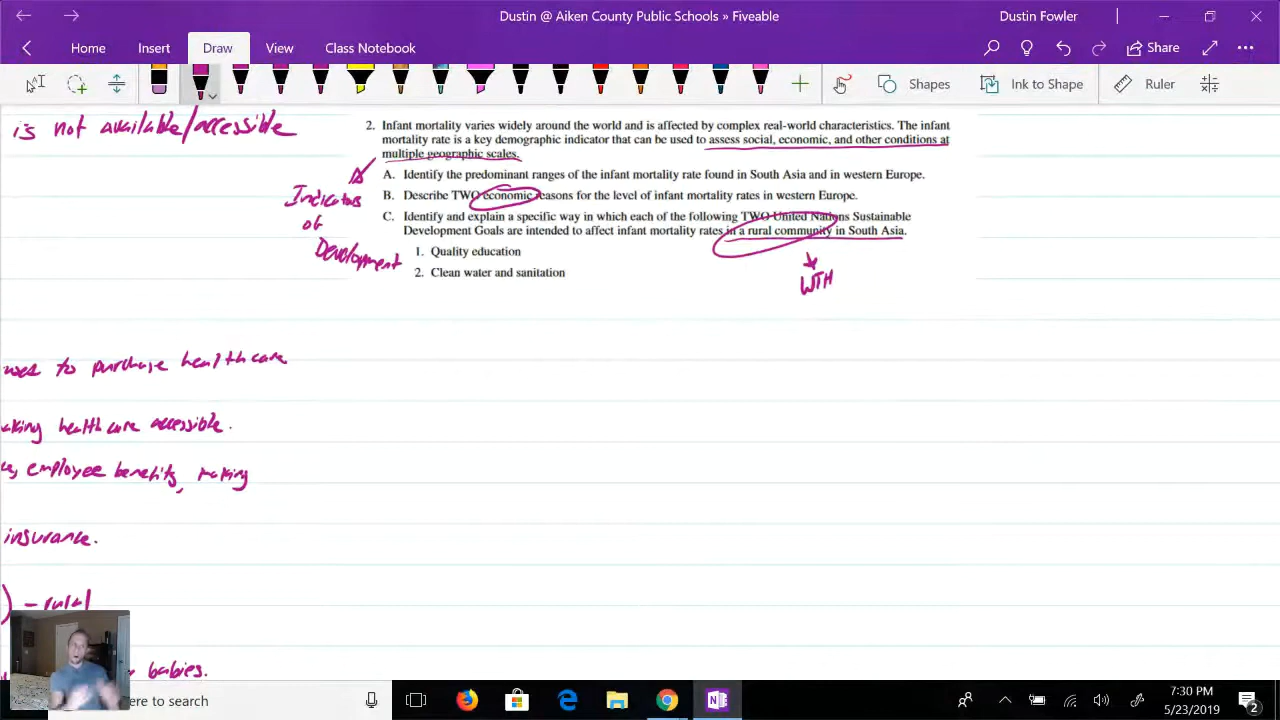 Dustin @ Aiken County Public Schools » Fiveable
Dustin Fowler
Home Insert Draw View Class Notebook
Share
Shapes Ink to Shape Ruler
is not available/accessible
2. Infant mortality varies widely around the world and is affected by complex real-world characteristics. The infant
mortality rate is a key demographic indicator that can be used to assess social, economic, and other conditions at
multiple geographic scales.
A. Identify the predominant ranges of the infant mortality rate found in South Asia and in western Europe.
B. Describe TWO economic reasons for the level of infant mortality rates in western Europe.
C. Identify and explain a specific way in which each of the following TWO United Nations Sustainable
Development Goals are intended to affect infant mortality rates in a rural community in South Asia.
1. Quality education
2. Clean water and sanitation
Indicators
of
Development
WTH
to purchase healthcare
healthcare accessible.
employee benefits, making
insurance.
) - rural
babies.
ere to search
7:30 PM
5/23/2019
2